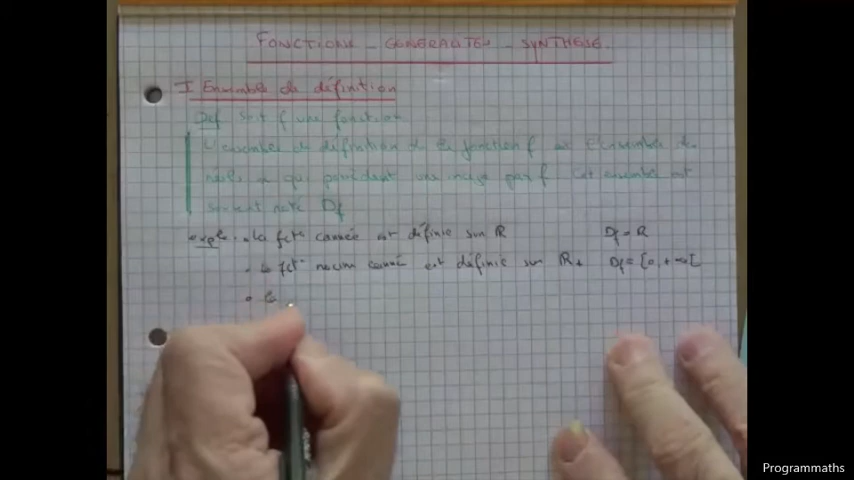 FONCTIONS - GENERALITES - SYNTHESE
I Ensemble de définition
Def Soit f une fonction
L'ensemble de définition de la fonction f est l'ensemble des
réels x qui possèdent une image par f Cet ensemble est
souvent noté Df
exple • la fct° carrée est définie sur ℝ Df = ℝ
• la fct° racine carrée est définie sur ℝ+ Df = [0, +∞[
• la
Programmaths